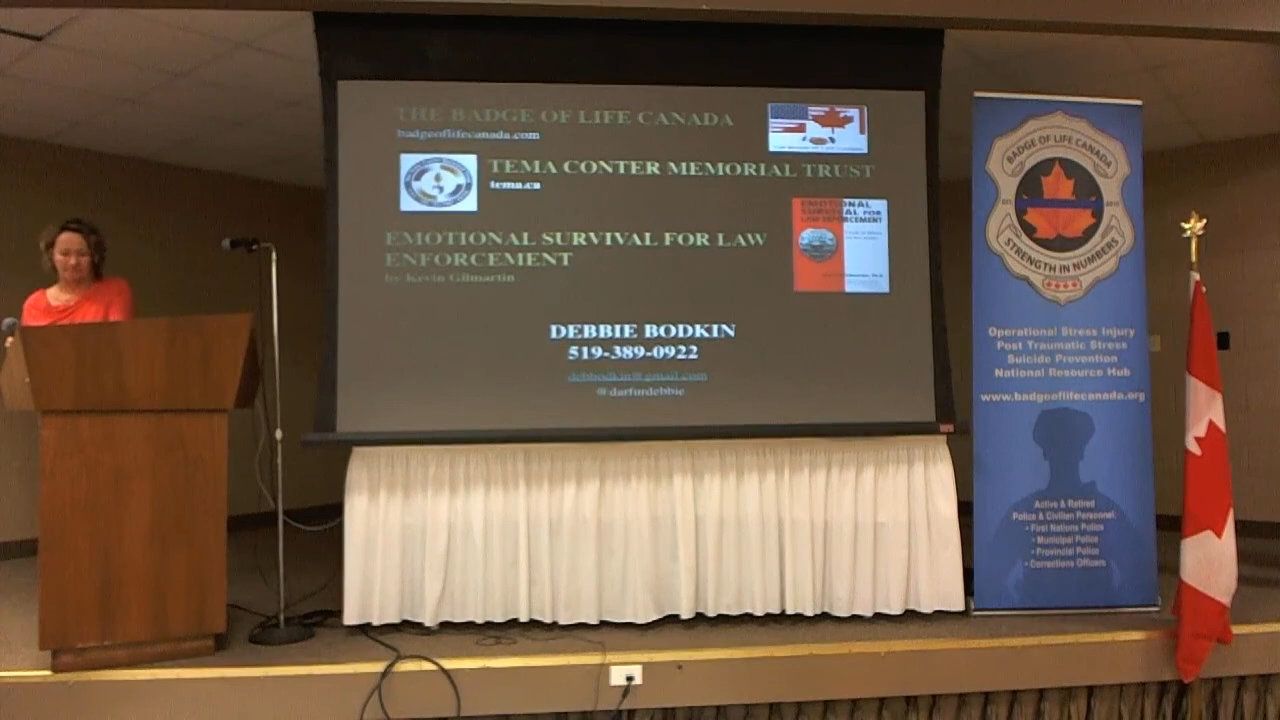 THE BADGE OF LIFE CANADA
badgeoflifecanada.com
TEMA CONTER MEMORIAL TRUST
tema.ca
EMOTIONAL SURVIVAL FOR LAW
ENFORCEMENT
by Kevin Gilmartin
EMOTIONAL
SURVIVAL FOR
LAW ENFORCEMENT
DEBBIE BODKIN
519-389-0922
debbodkin@gmail.com
@darfurdebbie
BADGE OF LIFE CANADA
EST. 2015
STRENGTH IN NUMBERS
Operational Stress Injury
Post Traumatic Stress
Suicide Prevention
National Resource Hub
www.badgeoflifecanada.org
Active & Retired
Police & Civilian Personnel:
• First Nations Police
• Municipal Police
• Provincial Police
• Corrections Officers